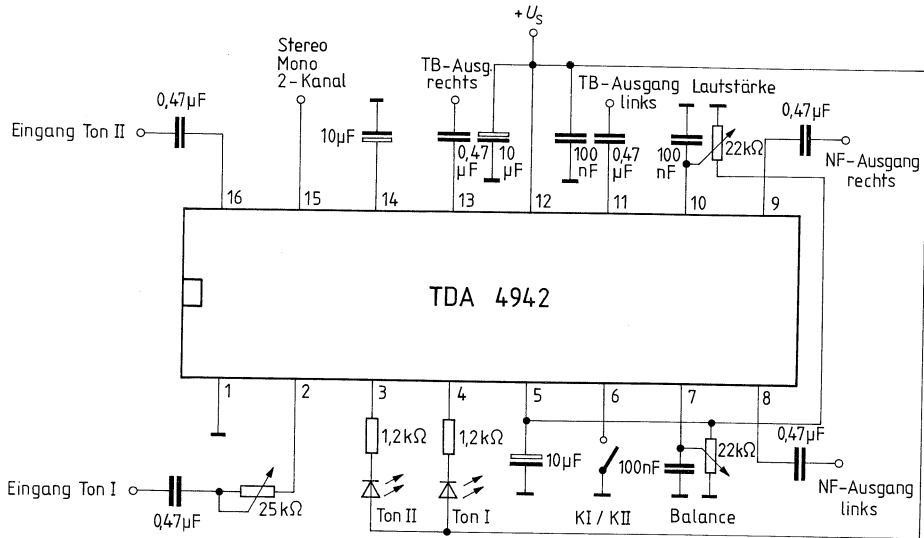 +U_S
Stereo
Mono
2-Kanal
TB-Ausg.
rechts
TB-Ausgang
links
Lautstärke
0,47µF
Eingang Ton II
10µF
0,47
µF
10
µF
100
nF
0,47
µF
100
nF
22kΩ
0,47µF
NF-Ausgang
rechts
16
15
14
13
12
11
10
9
TDA 4942
1
2
3
4
5
6
7
8
1,2kΩ
1,2kΩ
10µF
100nF
22kΩ
0,47µF
Eingang Ton I
0,47µF
25kΩ
Ton II
Ton I
KI / KII
Balance
NF-Ausgang
links